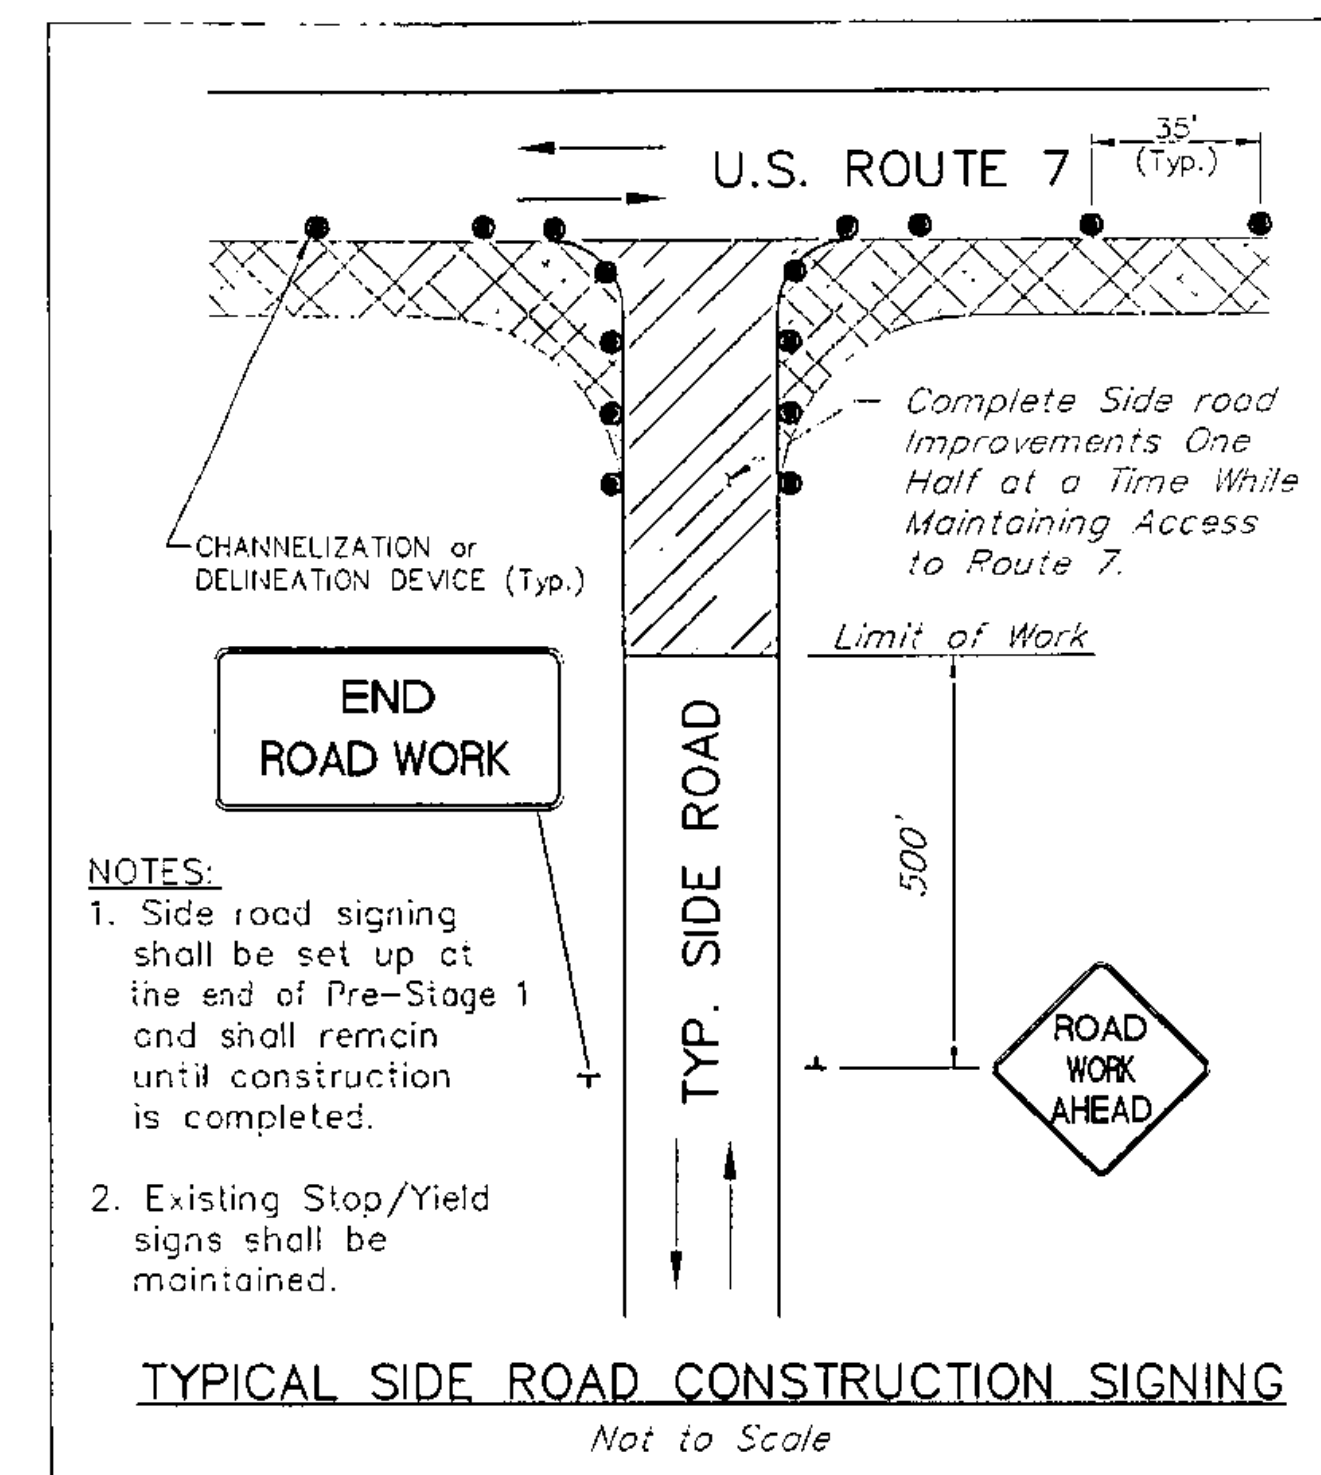 35'
(Typ.)
U.S. ROUTE 7
Complete Side road
Improvements One
Half at a Time While
Maintaining Access
to Route 7.
CHANNELIZATION or
DELINEATION DEVICE (Typ.)
Limit of Work
END
ROAD WORK
TYP. SIDE ROAD
500'
NOTES:
1. Side road signing
shall be set up at
the end of Pre-Stage 1
and shall remain
until construction
is completed.
ROAD
WORK
AHEAD
2. Existing Stop/Yield
signs shall be
maintained.
TYPICAL SIDE ROAD CONSTRUCTION SIGNING
Not to Scale